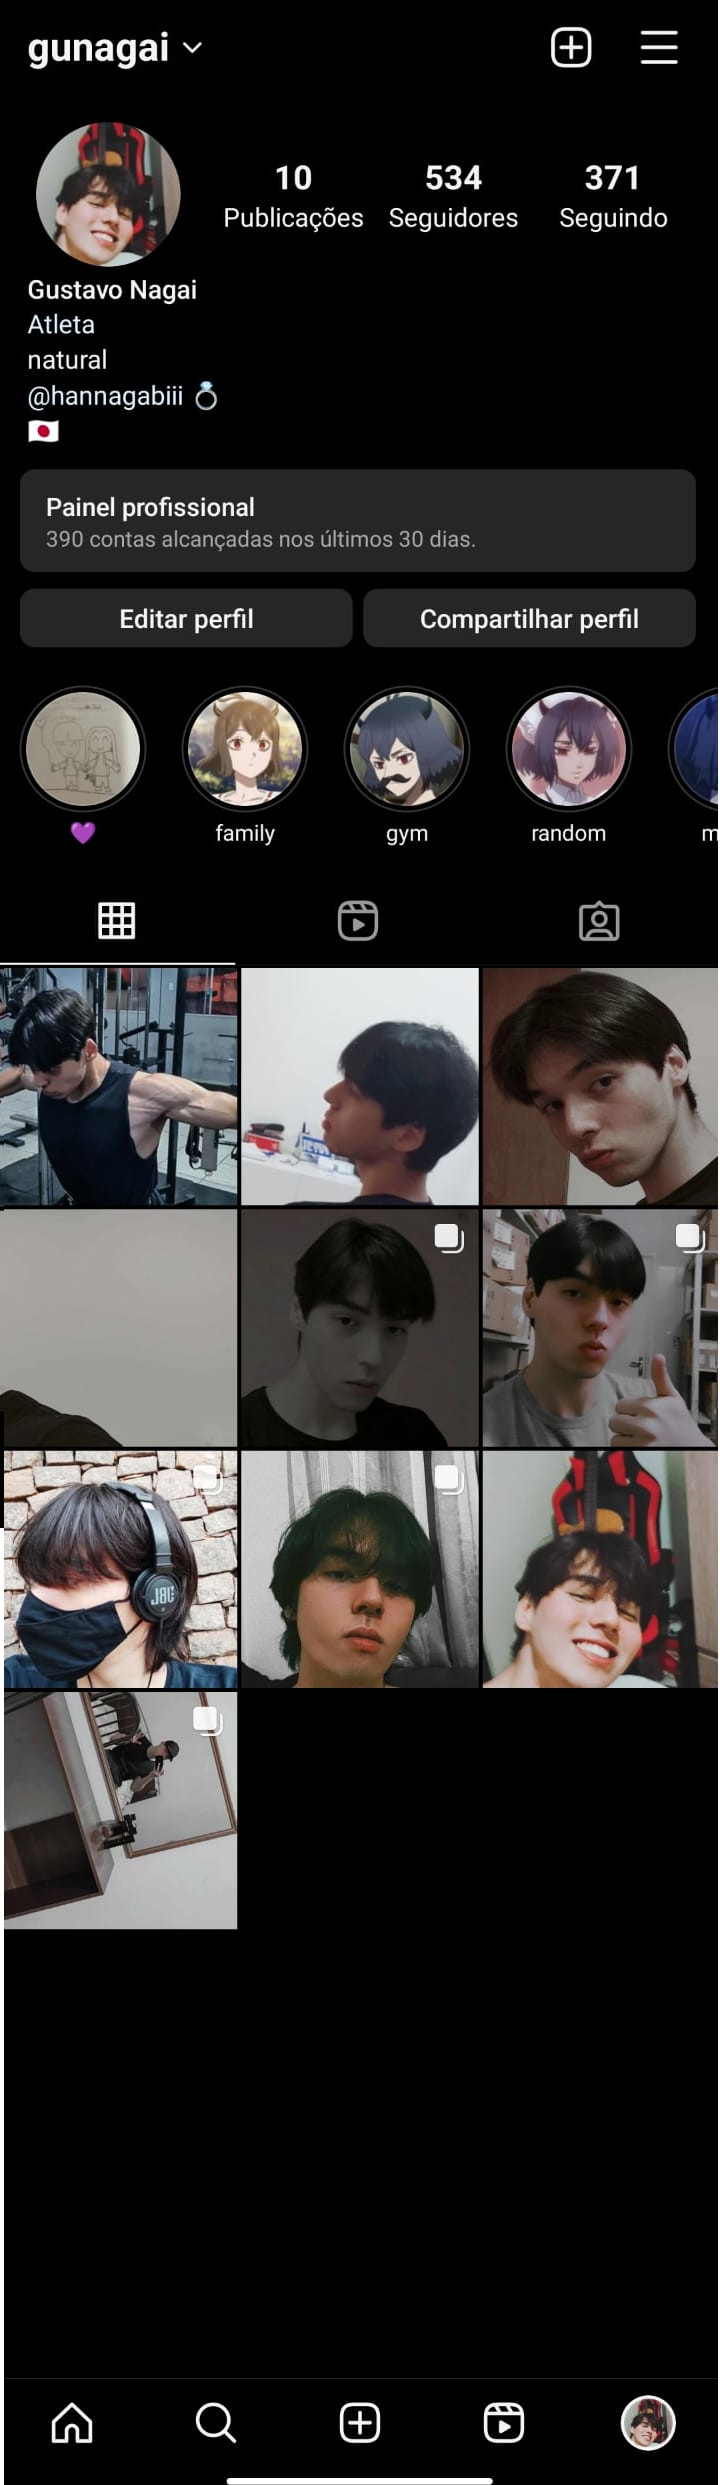 gunagai
10 534 371
Publicações Seguidores Seguindo
Gustavo Nagai
Atleta
natural
@hannagabiii 💍
🇯🇵
Painel profissional
390 contas alcançadas nos últimos 30 dias.
Editar perfil Compartilhar perfil
💜 family gym random m
JBL